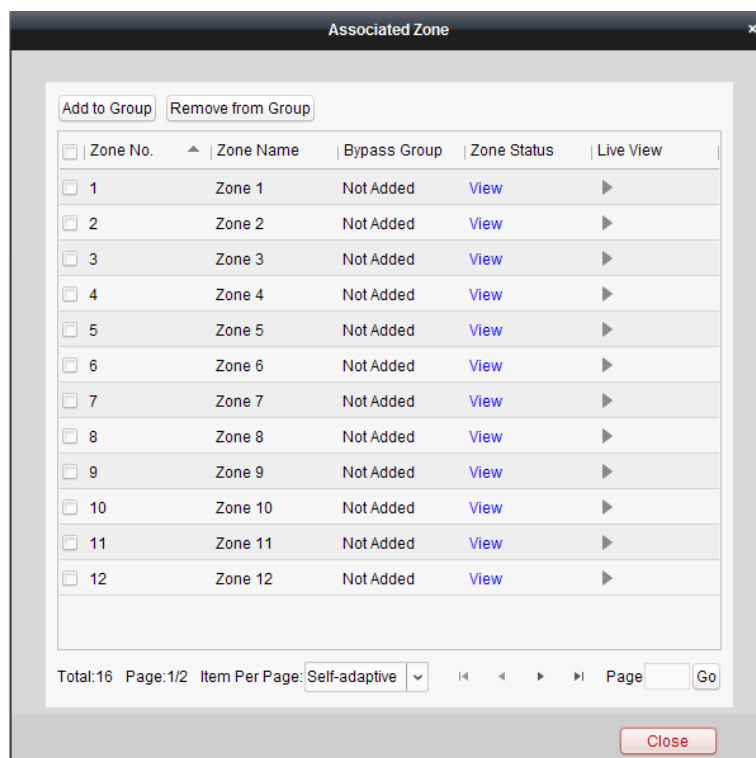 Associated Zone ×
Add to Group Remove from Group
Zone No. Zone Name Bypass Group Zone Status Live View
1 Zone 1 Not Added View
2 Zone 2 Not Added View
3 Zone 3 Not Added View
4 Zone 4 Not Added View
5 Zone 5 Not Added View
6 Zone 6 Not Added View
7 Zone 7 Not Added View
8 Zone 8 Not Added View
9 Zone 9 Not Added View
10 Zone 10 Not Added View
11 Zone 11 Not Added View
12 Zone 12 Not Added View
Total:16 Page:1/2 Item Per Page: Self-adaptive Page Go
Close